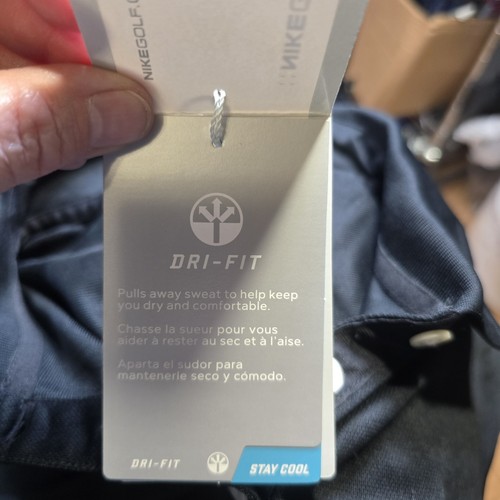 NIKEGOLF.
NIKEG
DRI-FIT
Pulls away sweat to help keep
you dry and comfortable.
Chasse la sueur pour vous
aider à rester au sec et à l'aise.
Aparta el sudor para
mantenerle seco y cómodo.
DRI-FIT
STAY COOL